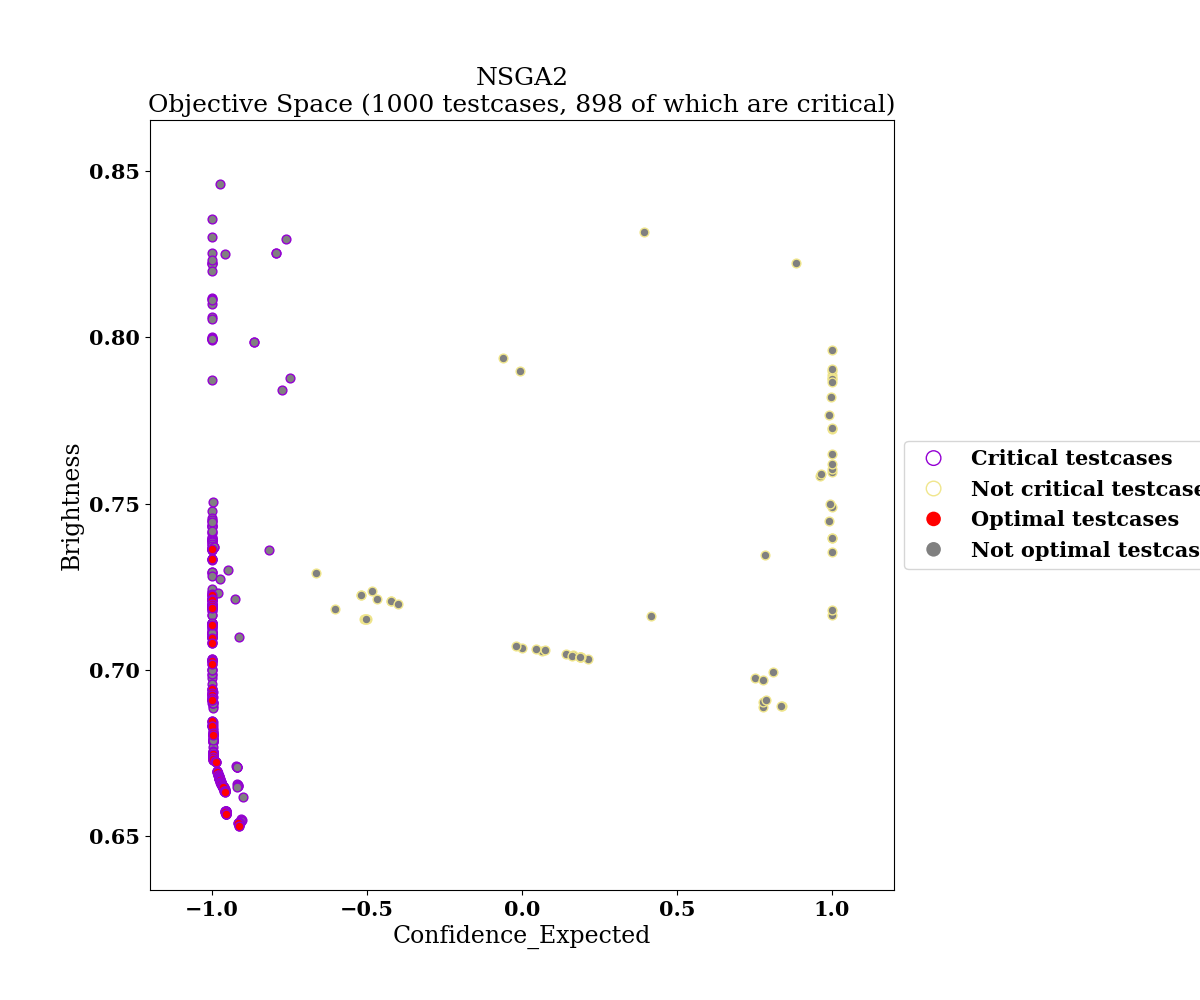 NSGA2
Objective Space (1000 testcases, 898 of which are critical)
0.85
0.80
0.75
0.70
0.65
Brightness
−1.0
−0.5
0.0
0.5
1.0
Confidence_Expected
Critical testcases
Not critical testcase
Optimal testcases
Not optimal testcas